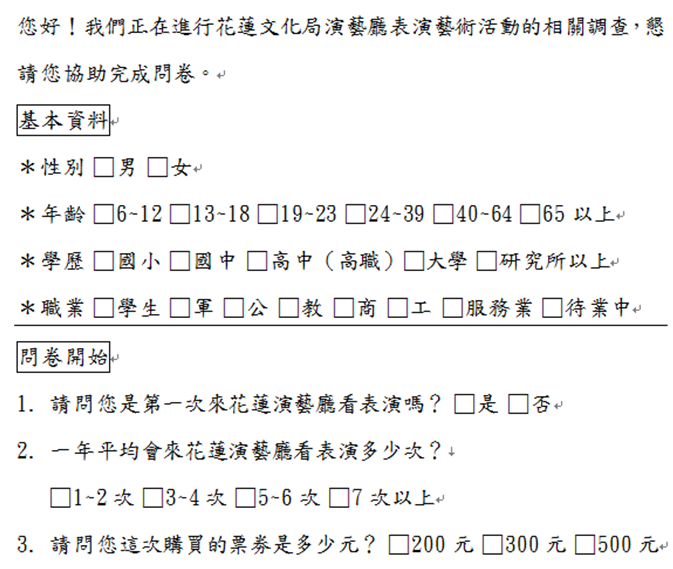 您好！我們正在進行花蓮文化局演藝廳表演藝術活動的相關調查，懇
請您協助完成問卷。
基本資料
＊性別 □男 □女
＊年齡 □6~12 □13~18 □19~23 □24~39 □40~64 □65 以上
＊學歷 □國小 □國中 □高中（高職）□大學 □研究所以上
＊職業 □學生 □軍 □公 □教 □商 □工 □服務業 □待業中
問卷開始
1. 請問您是第一次來花蓮演藝廳看表演嗎？ □是 □否
2. 一年平均會來花蓮演藝廳看表演多少次？
□1~2 次 □3~4 次 □5~6 次 □7 次以上
3. 請問您這次購買的票券是多少元？ □200 元 □300 元 □500 元